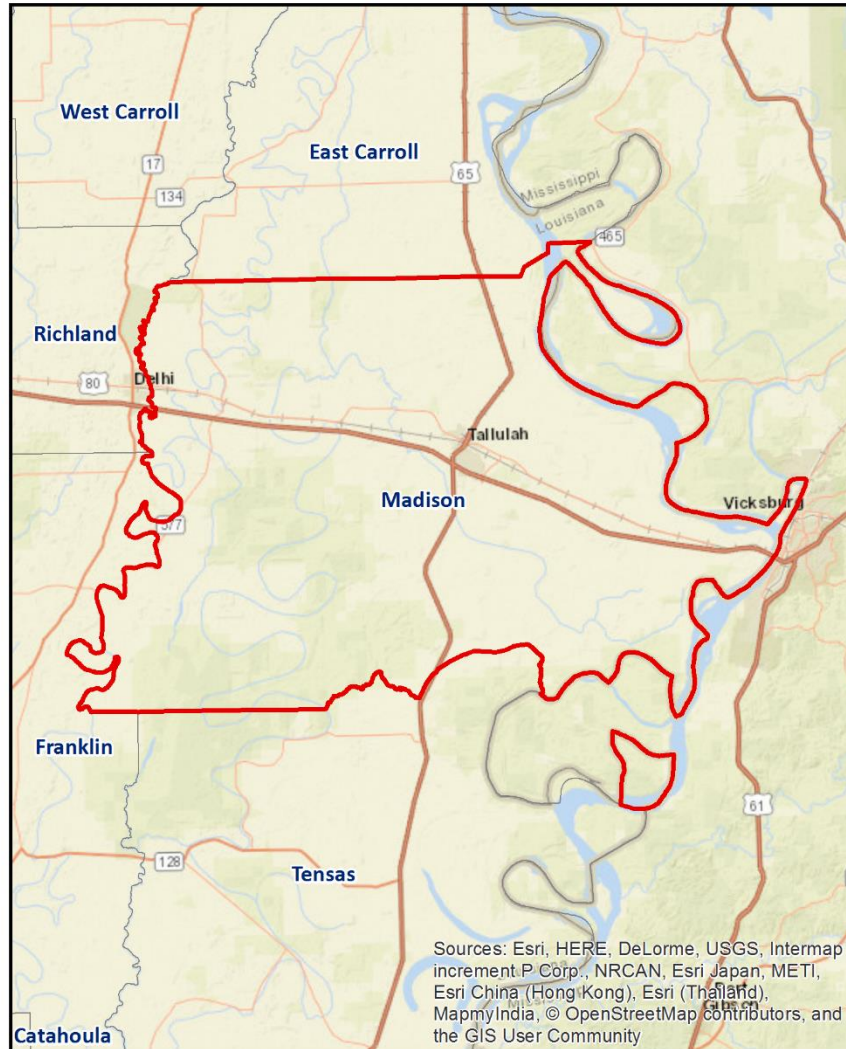 West Carroll
East Carroll
17
134
65
Mississippi
Louisiana
465
Richland
80
Delhi
Tallulah
Madison
Vicksburg
577
Franklin
61
128
Tensas
Sources: Esri, HERE, DeLorme, USGS, Intermap
increment P Corp., NRCAN, Esri Japan, METI,
Esri China (Hong Kong), Esri (Thailand),
MapmyIndia, © OpenStreetMap contributors, and
the GIS User Community
Port
Gibson
Catahoula